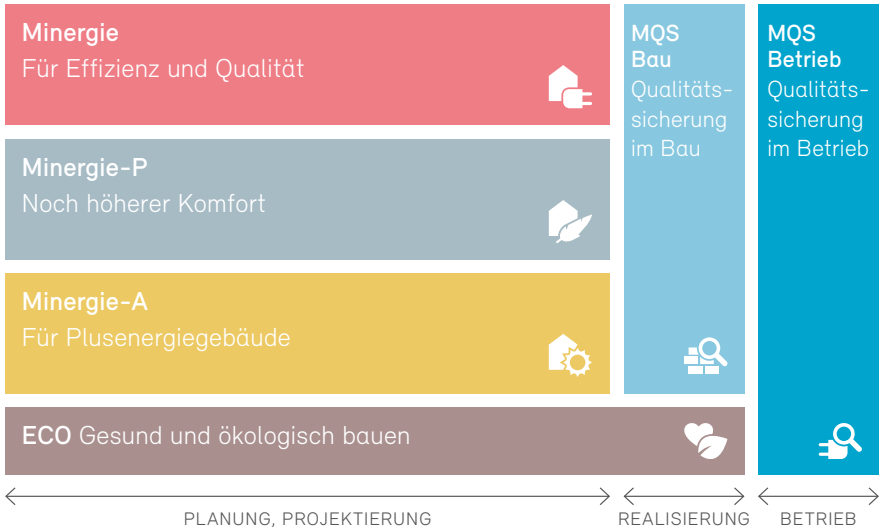 Minergie
Für Effizienz und Qualität
Minergie-P
Noch höherer Komfort
Minergie-A
Für Plusenergiegebäude
ECO Gesund und ökologisch bauen
MQS
Bau
Qualitäts-
sicherung
im Bau
MQS
Betrieb
Qualitäts-
sicherung
im Betrieb
PLANUNG, PROJEKTIERUNG
REALISIERUNG
BETRIEB